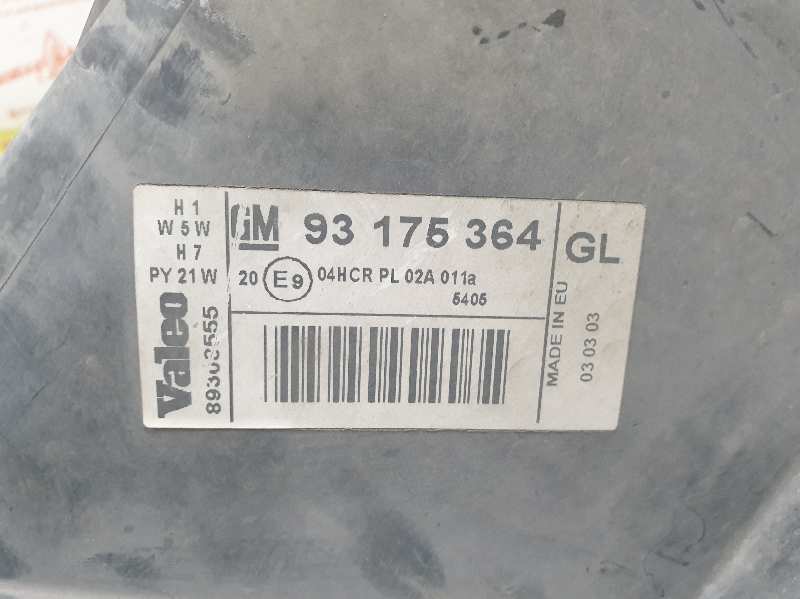 H 1
W 5 W
H 7
PY 21 W
Valeo
GM 93 175 364
20 E9 04HCR PL 02A 011a
5405
GL
MADE IN EU
03 03 03